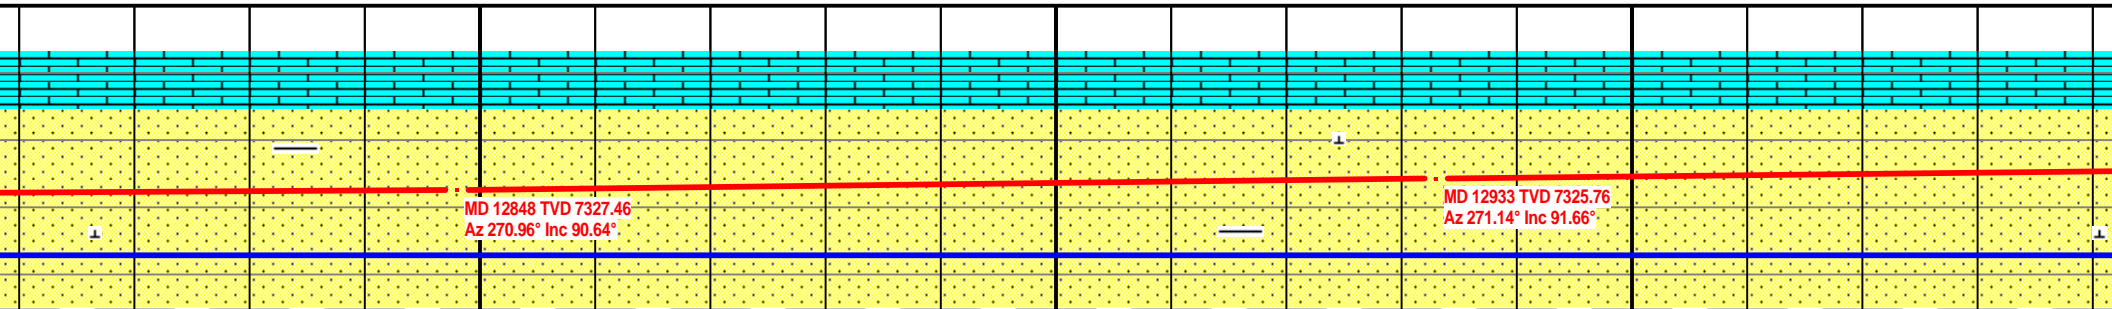 MD 12848 TVD 7327.46
Az 270.96° Inc 90.64°
MD 12933 TVD 7325.76
Az 271.14° Inc 91.66°